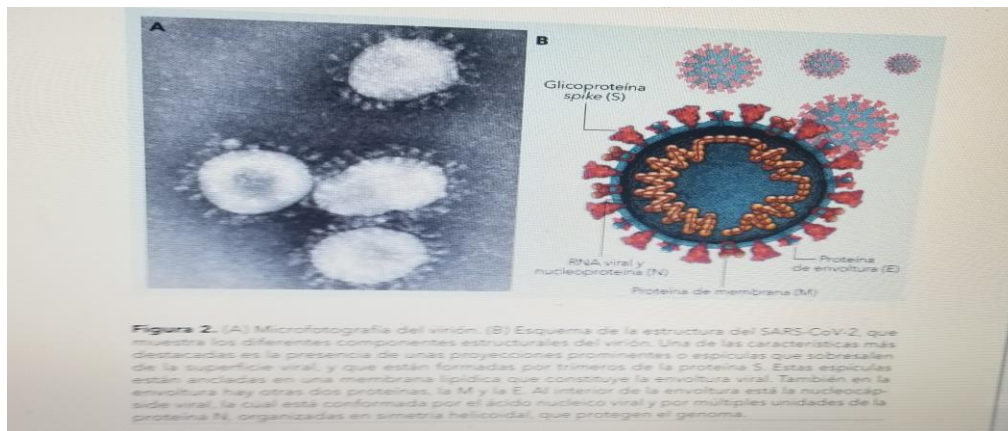 A
B
Glicoproteína
spike (S)
RNA viral y
nucleoproteína (N)
Proteína
de envoltura (E)
Proteína de membrana (M)
Figura 2. (A) Microfotografía del virión. (B) Esquema de la estructura del SARS-CoV-2, que
muestra los diferentes componentes estructurales del virión. Una de las características más
destacadas es la presencia de unas proyecciones prominentes o espículas que sobresalen
de la superficie viral, y que están formadas por trímeros de la proteína S. Estas espículas
están ancladas en una membrana lipídica que constituye la envoltura viral. También en la
envoltura hay otras dos proteínas, la M y la E. Al interior de la envoltura está la nucleocáp-
side viral, la cual está conformada por el ácido nucleico viral y por múltiples unidades de la
proteína N, organizadas en simetría helicoidal, que protegen el genoma.